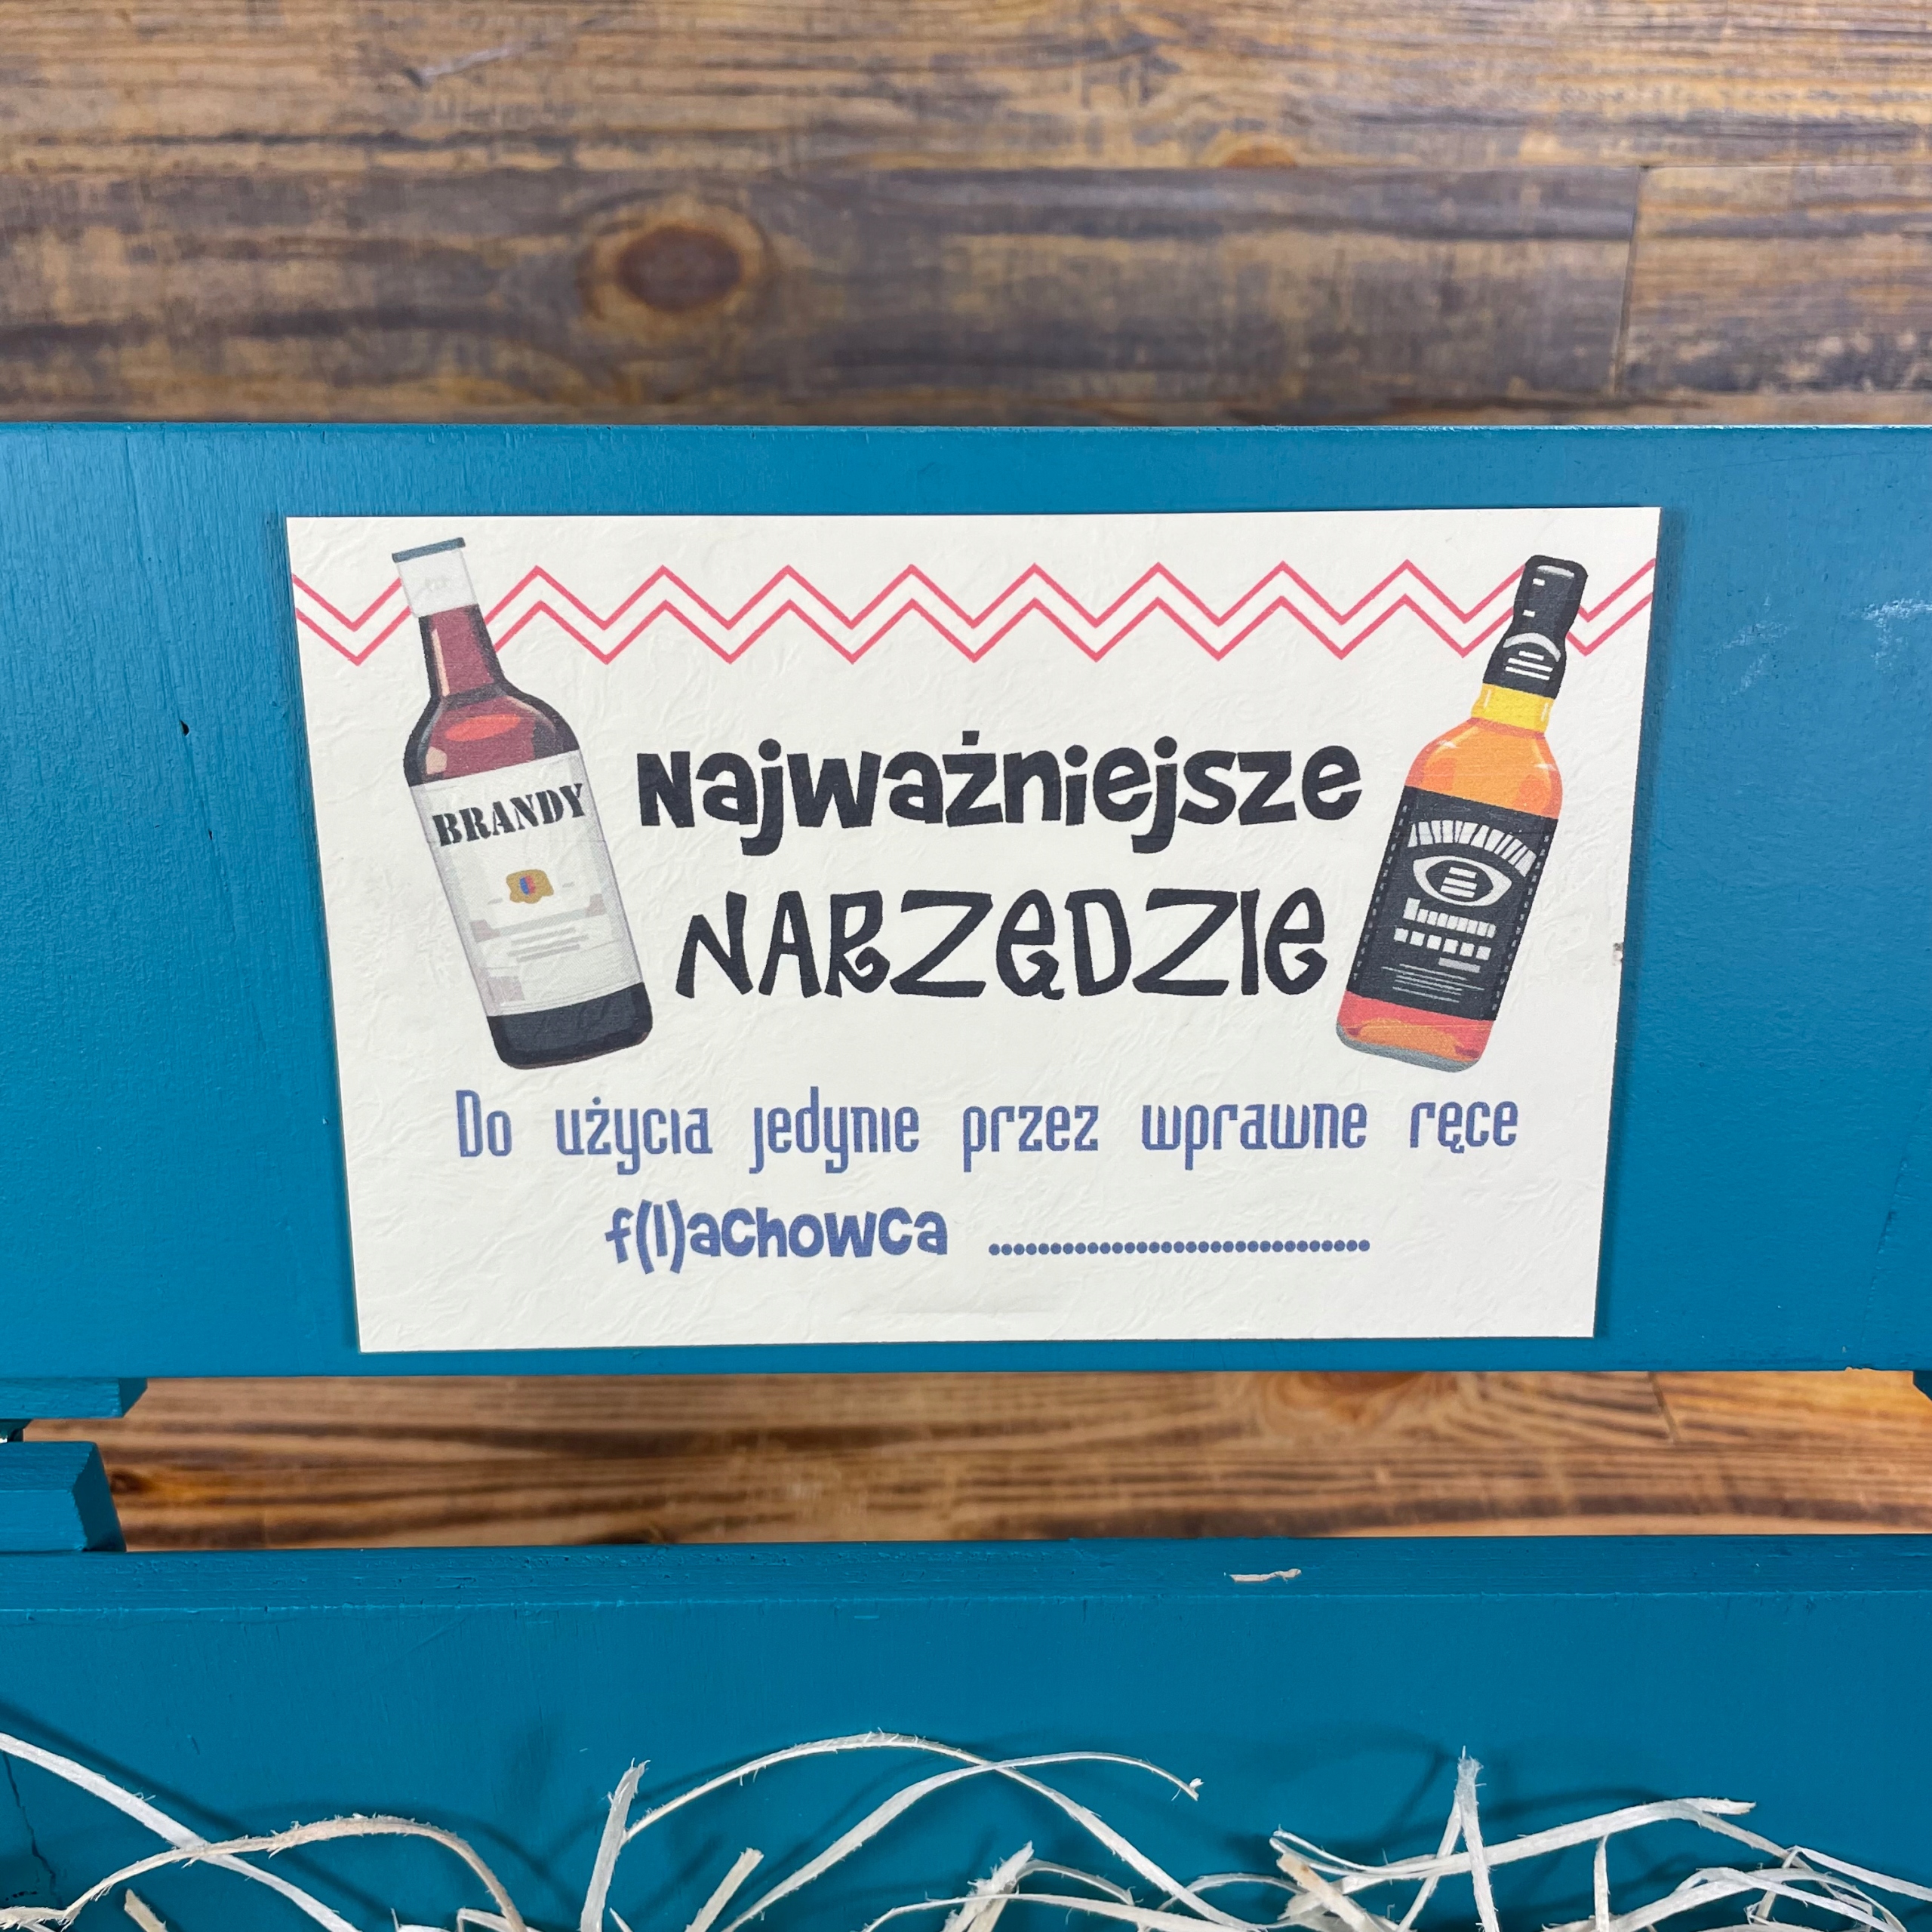 BRANDY
Najważniejsze
NARZĘDZIE
Do użycia jedynie przez wprawne ręce
f(l)achowca ...............................